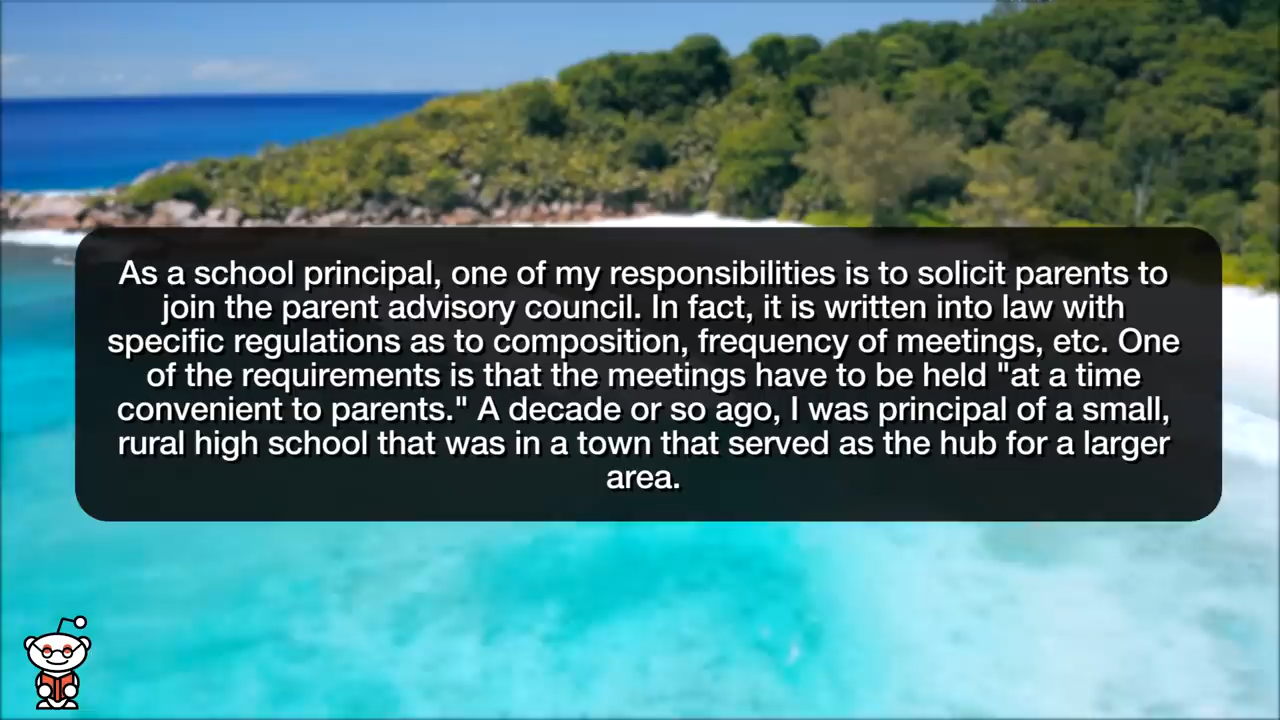 As a school principal, one of my responsibilities is to solicit parents to
join the parent advisory council. In fact, it is written into law with
specific regulations as to composition, frequency of meetings, etc. One
of the requirements is that the meetings have to be held "at a time
convenient to parents." A decade or so ago, I was principal of a small,
rural high school that was in a town that served as the hub for a larger
area.